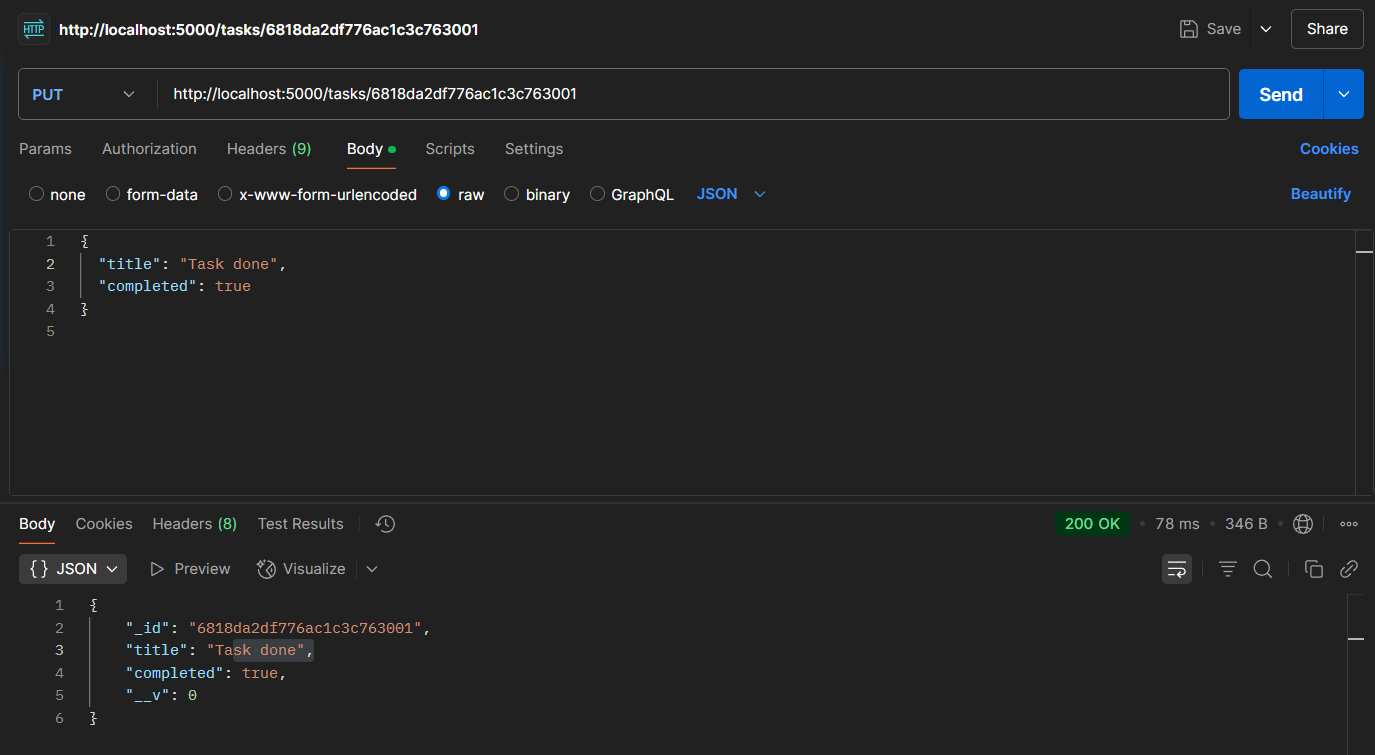 HTTP http://localhost:5000/tasks/6818da2df776ac1c3c763001 Save Share
PUT http://localhost:5000/tasks/6818da2df776ac1c3c763001 Send
Params Authorization Headers (9) Body Scripts Settings Cookies
none form-data x-www-form-urlencoded raw binary GraphQL JSON Beautify
1 {
2 "title": "Task done",
3 "completed": true
4 }
5
Body Cookies Headers (8) Test Results 200 OK • 78 ms • 346 B •
{} JSON Preview Visualize
1 {
2 "_id": "6818da2df776ac1c3c763001",
3 "title": "Task done",
4 "completed": true,
5 "__v": 0
6 }